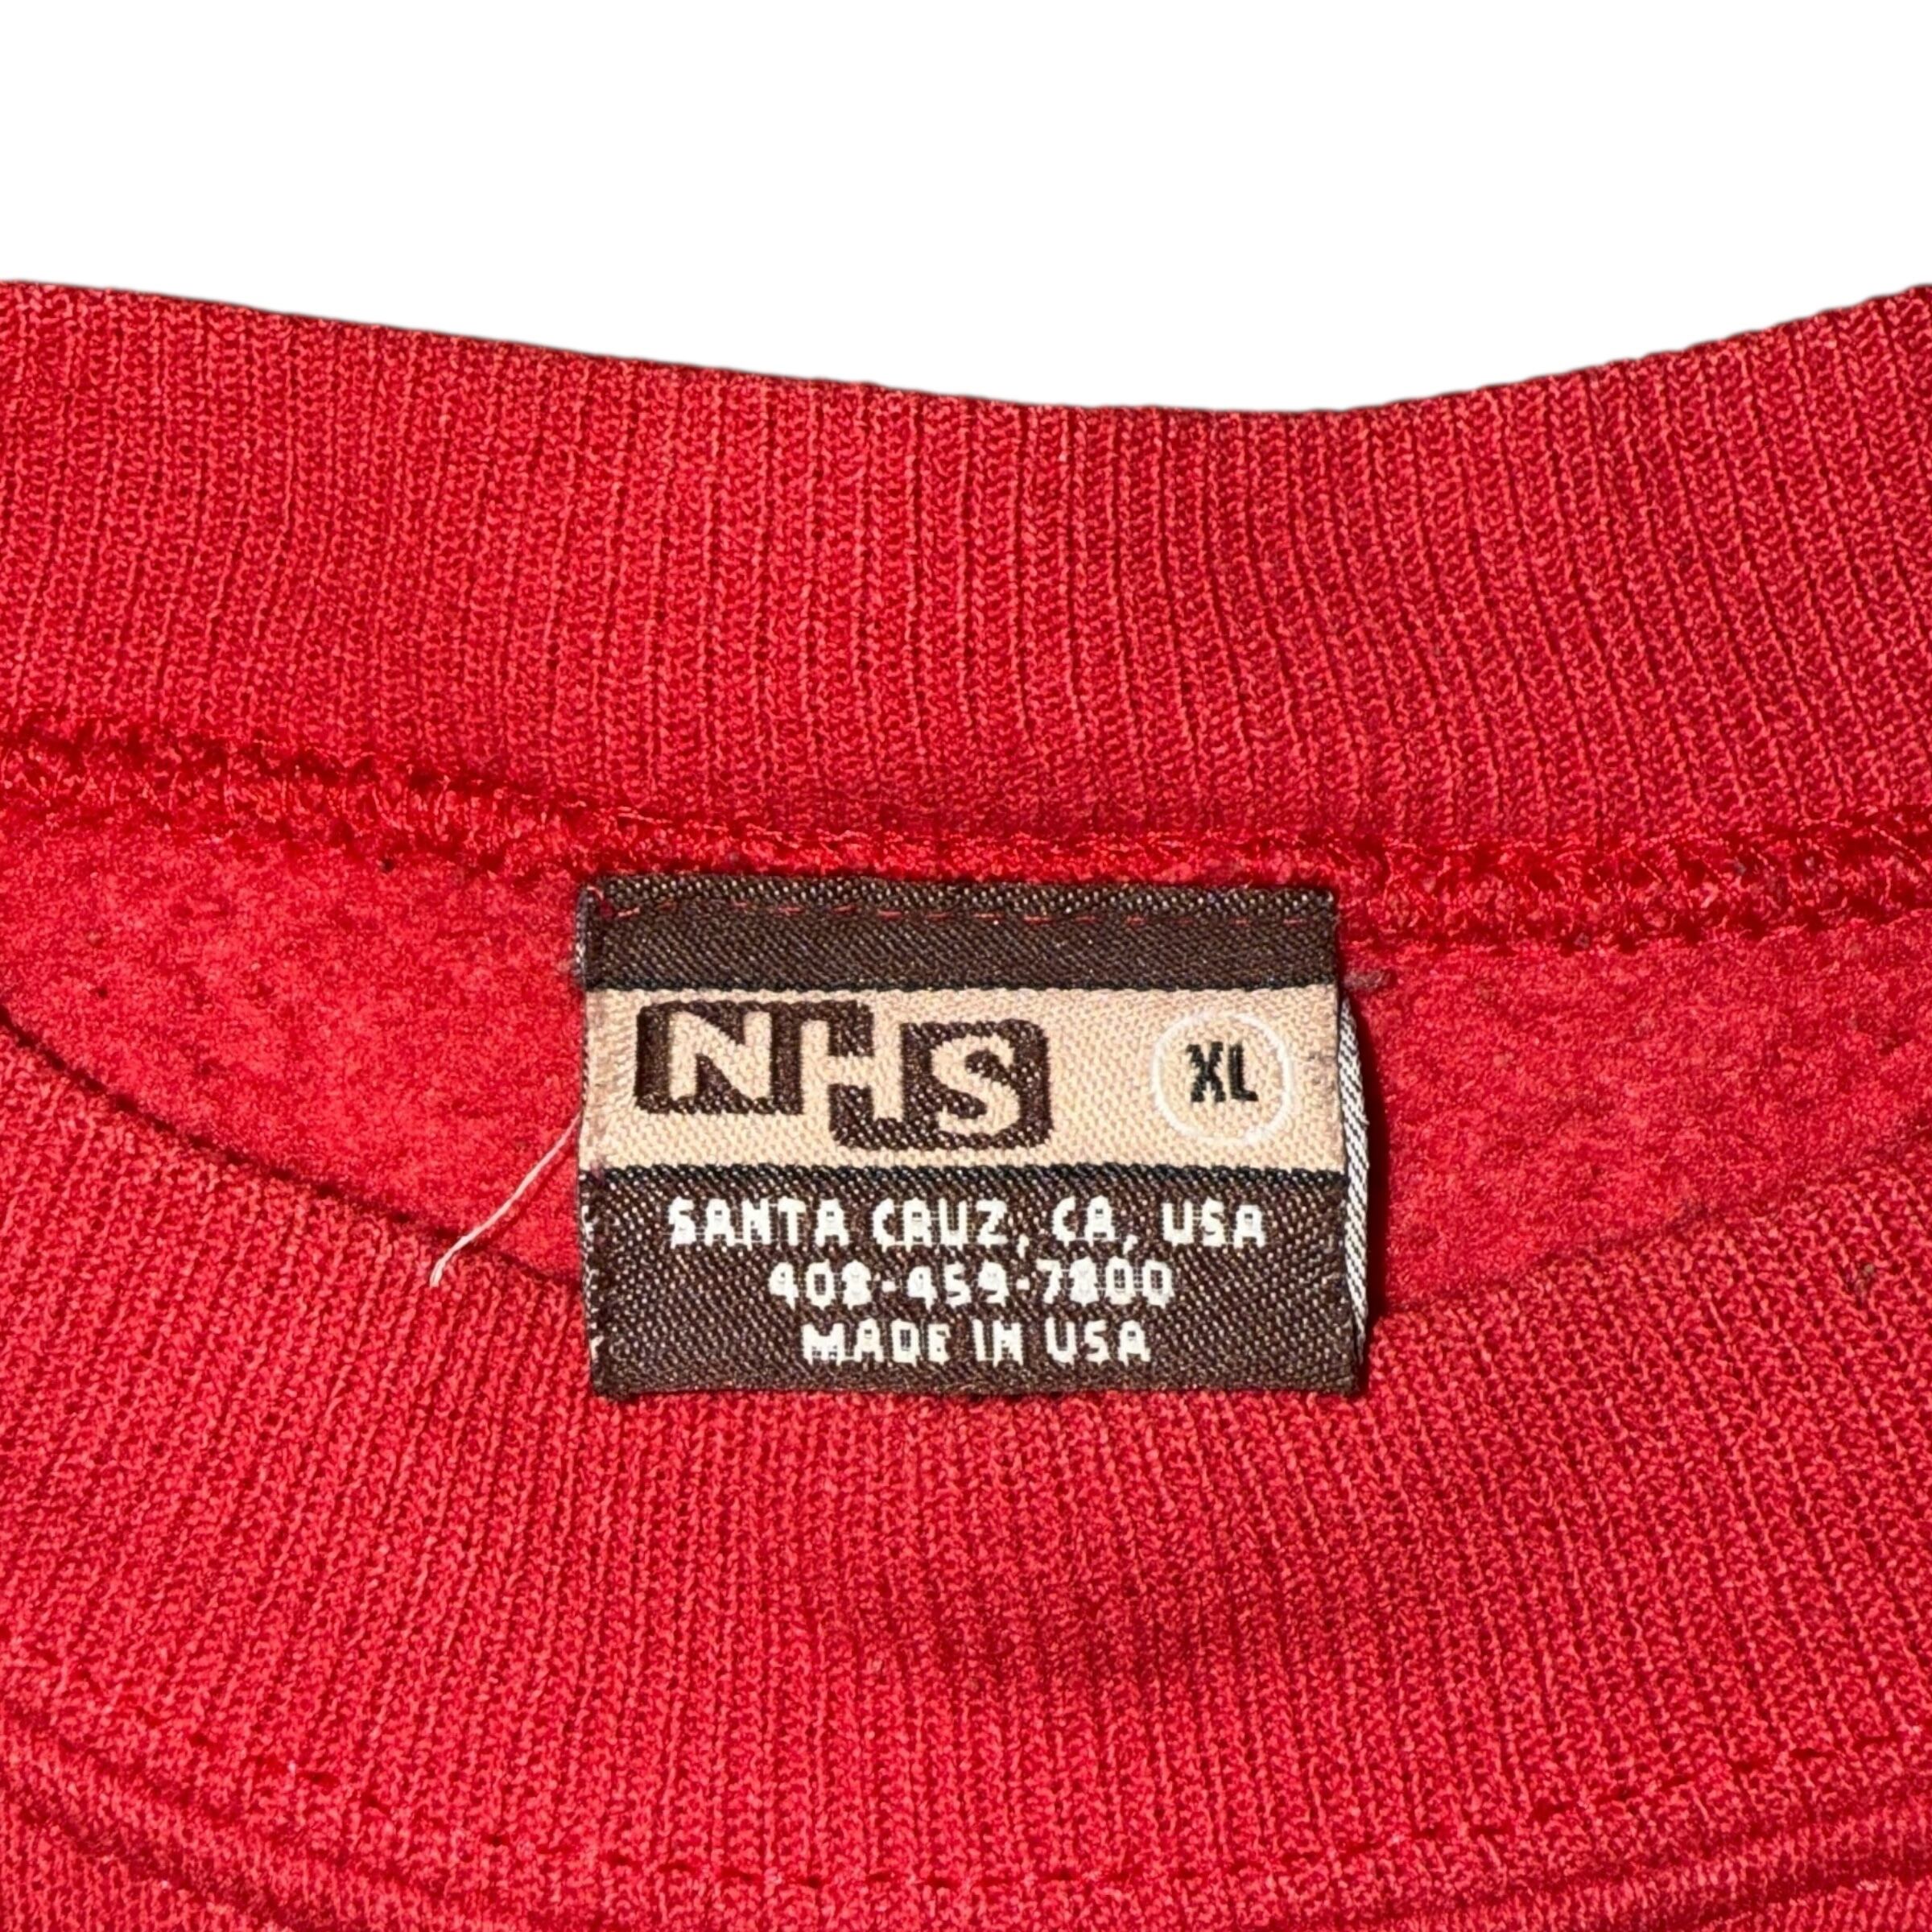 NHS XL
SANTA CRUZ, CA, USA
408-459-7800
MADE IN USA